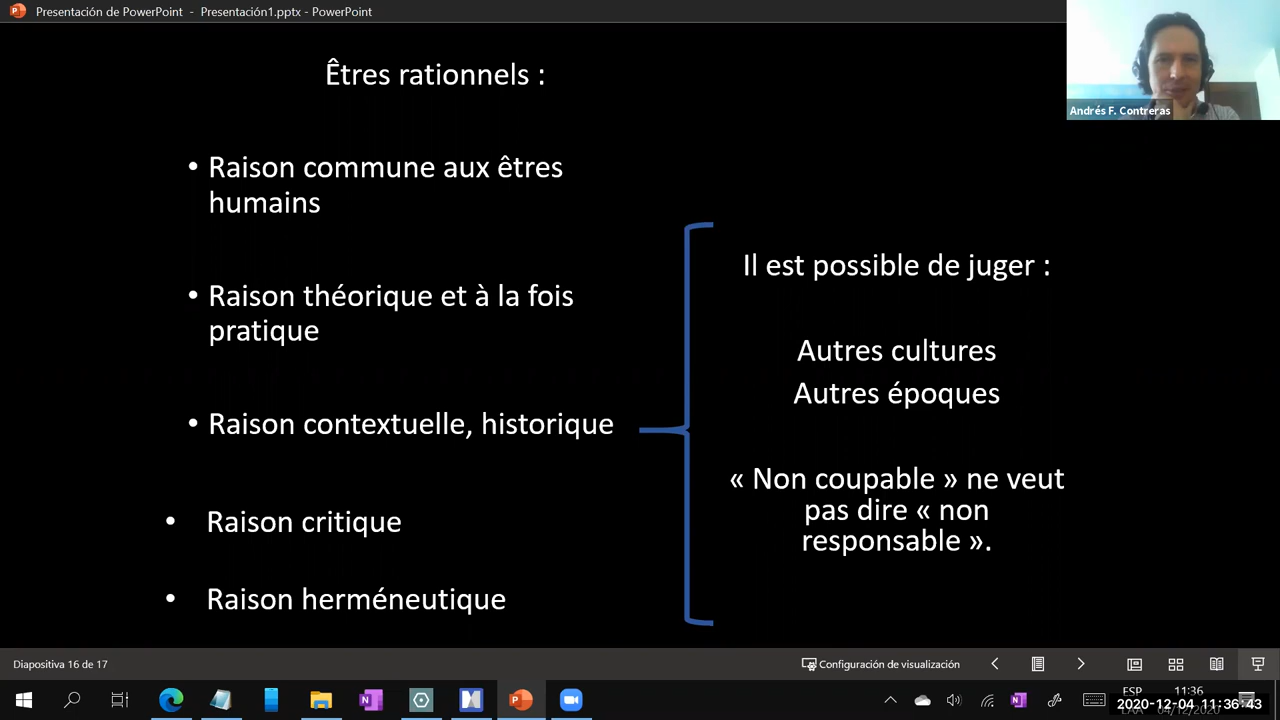 Presentación de PowerPoint - Presentación1.pptx - PowerPoint
Andrés F. Contreras
Êtres rationnels :
• Raison commune aux êtres
humains
• Raison théorique et à la fois
pratique
• Raison contextuelle, historique
• Raison critique
• Raison herméneutique
Il est possible de juger :
Autres cultures
Autres époques
« Non coupable » ne veut
pas dire « non
responsable ».
Diapositiva 16 de 17
Configuración de visualización
ESP
11:36
2020-12-04 11:36:43